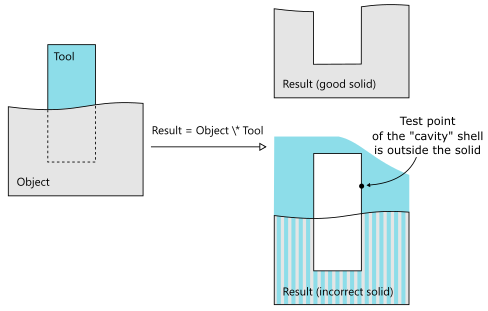 Tool
Object
Result = Object \* Tool
Result (good solid)
Test point
of the "cavity" shell
is outside the solid
Result (incorrect solid)